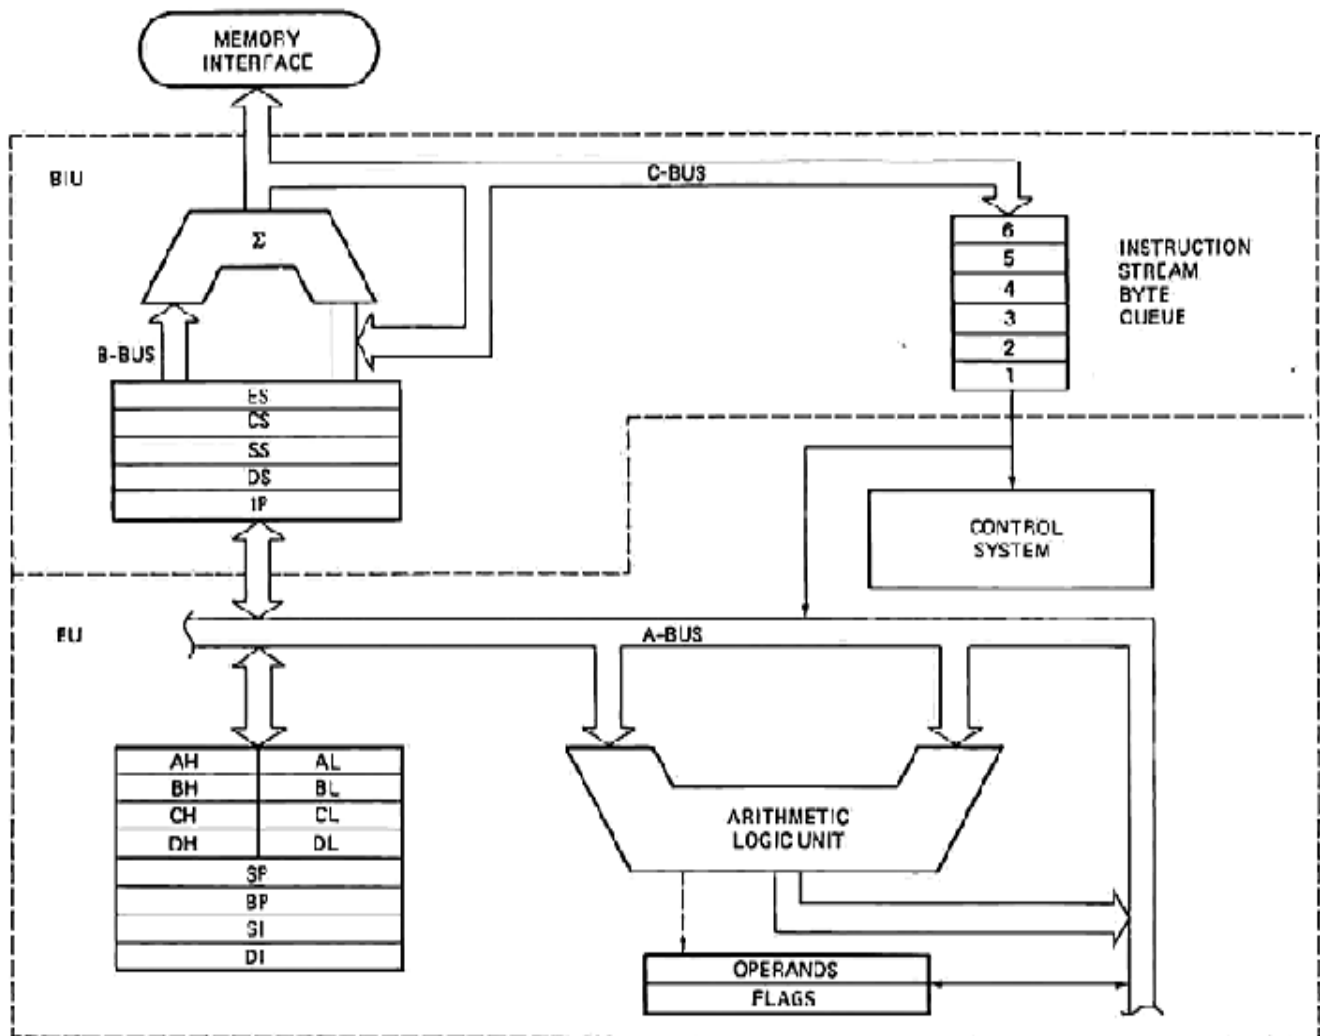 MEMORY
INTERFACE
BIU
C-BUS
Σ
6
5
4
3
2
1
INSTRUCTION
STREAM
BYTE
QUEUE
B-BUS
ES
CS
SS
DS
IP
CONTROL
SYSTEM
EU
A-BUS
AH AL
BH BL
CH CL
DH DL
SP
BP
SI
DI
ARITHMETIC
LOGIC UNIT
OPERANDS
FLAGS